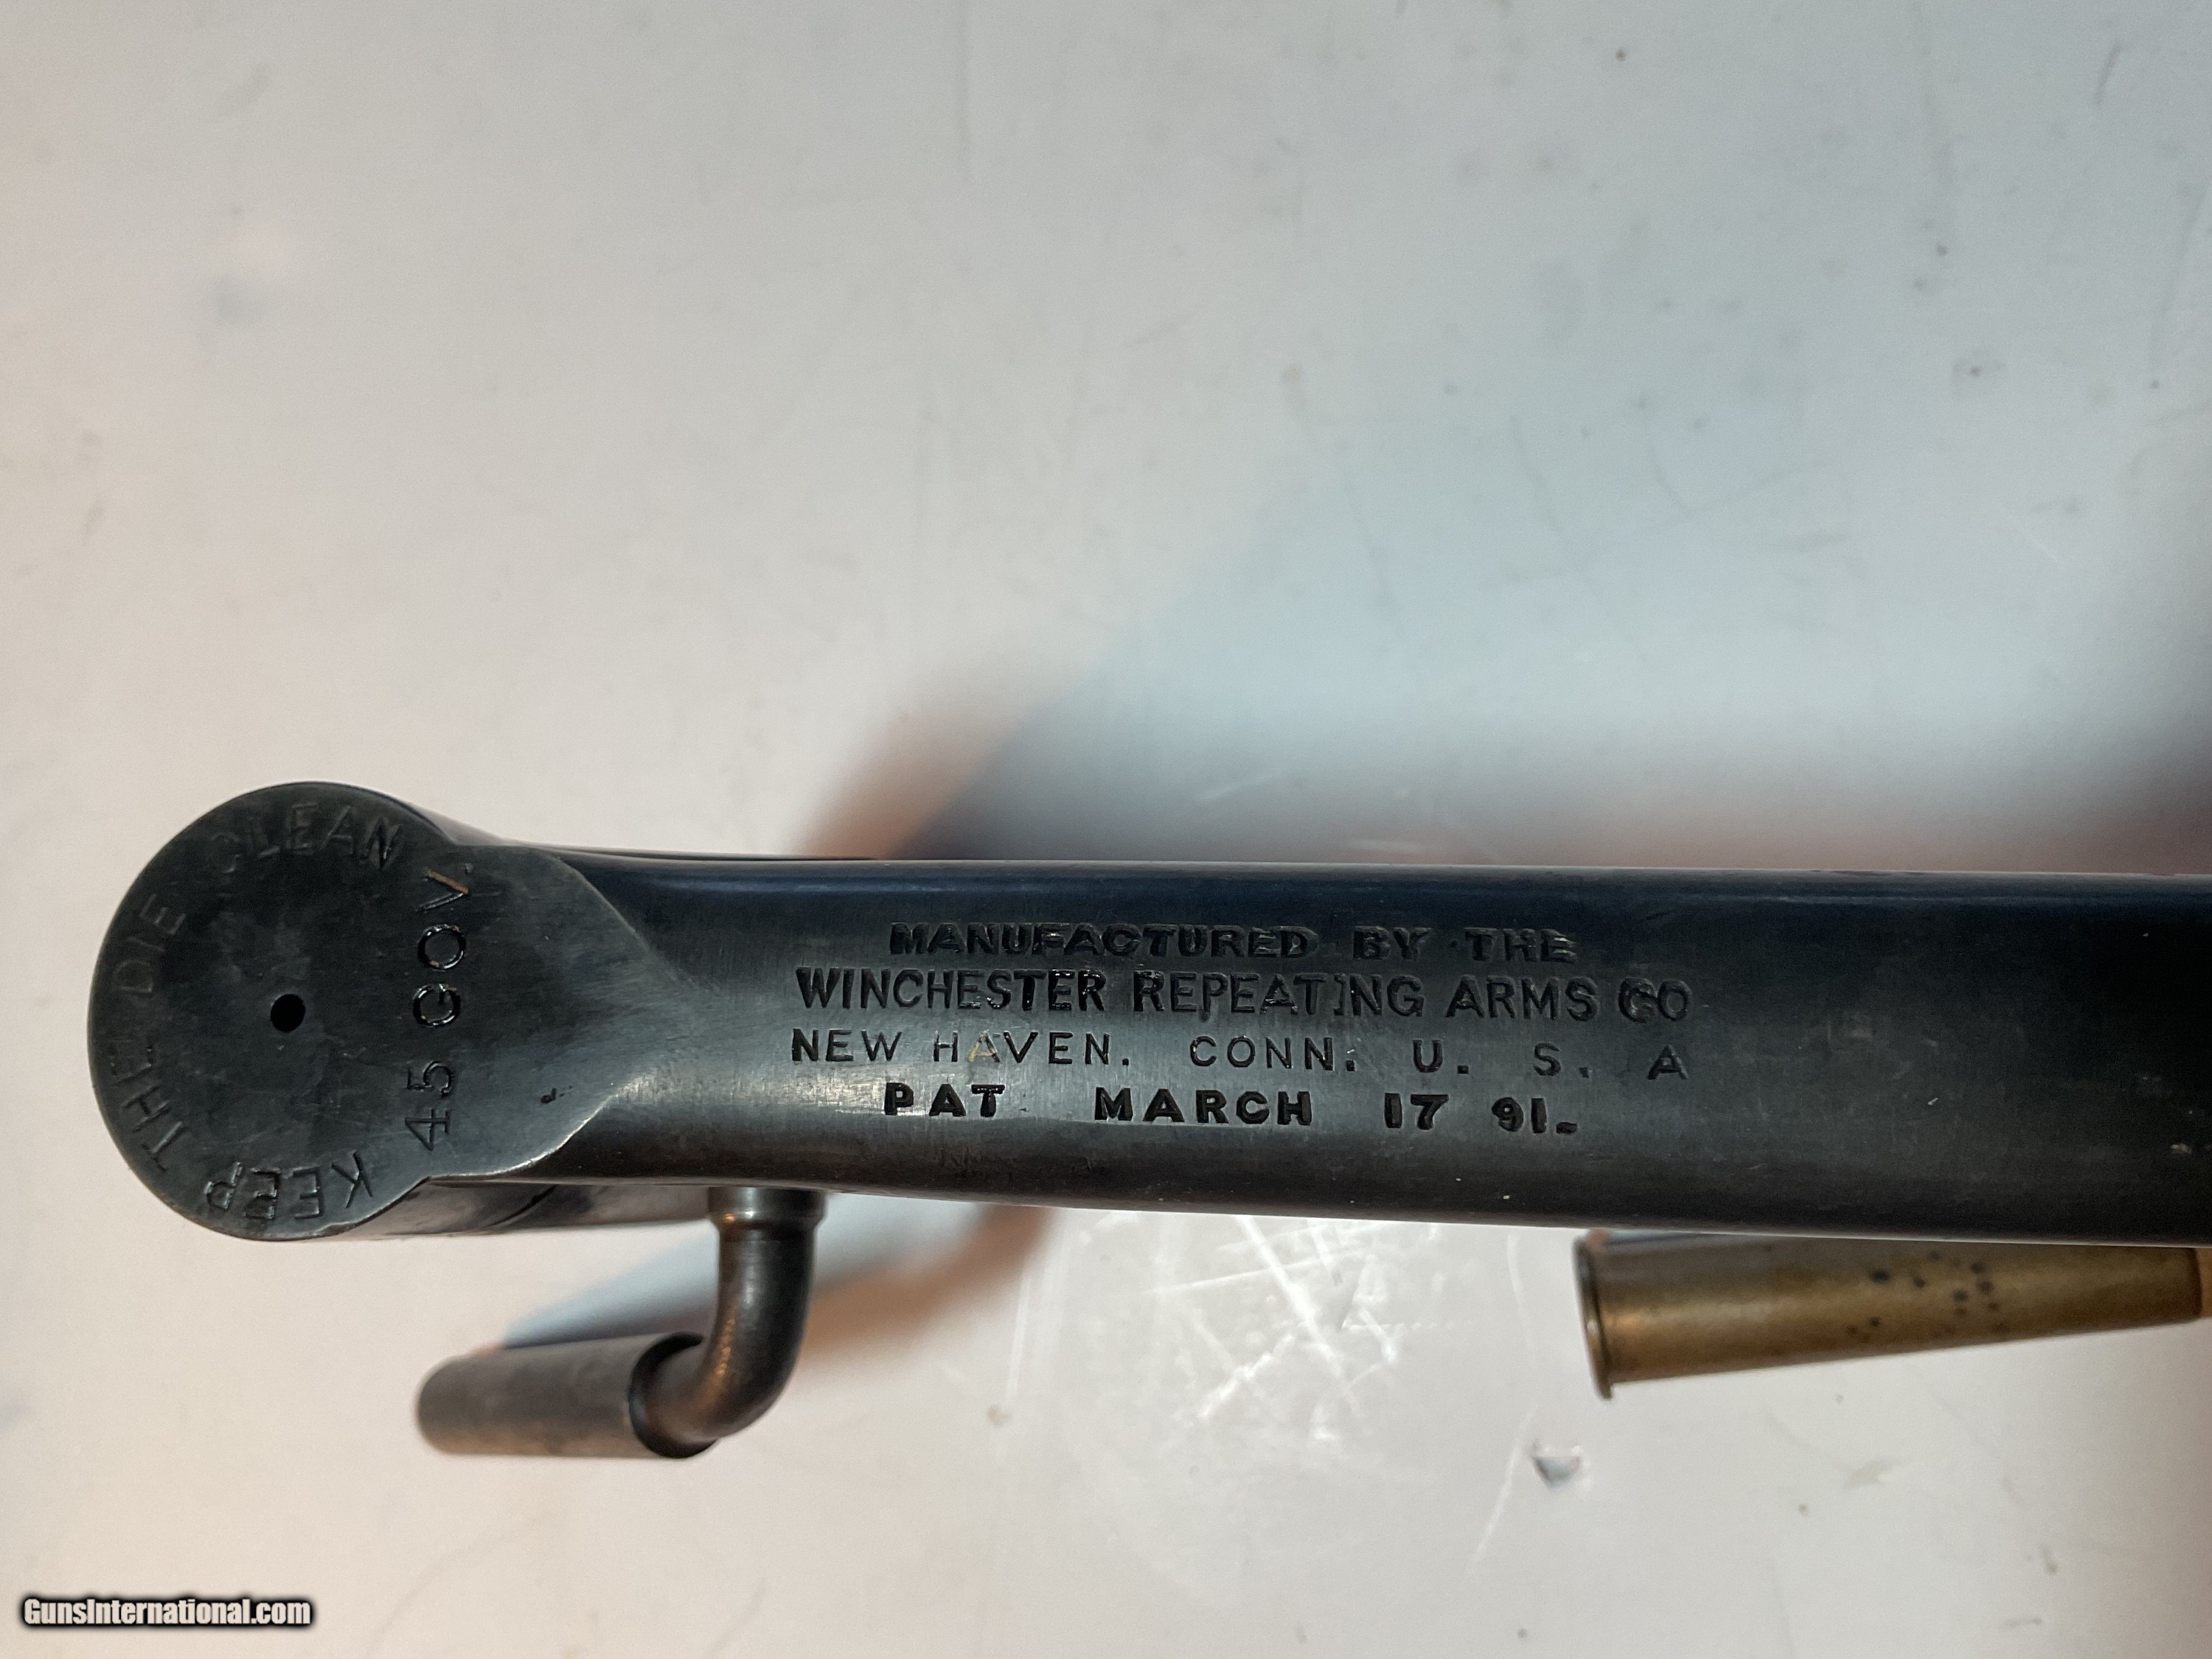 KEEP THE DIE CLEAN
45 GOV.
MANUFACTURED BY THE
WINCHESTER REPEATING ARMS CO
NEW HAVEN. CONN. U. S. A
PAT. MARCH 17 91.
GunsInternational.com